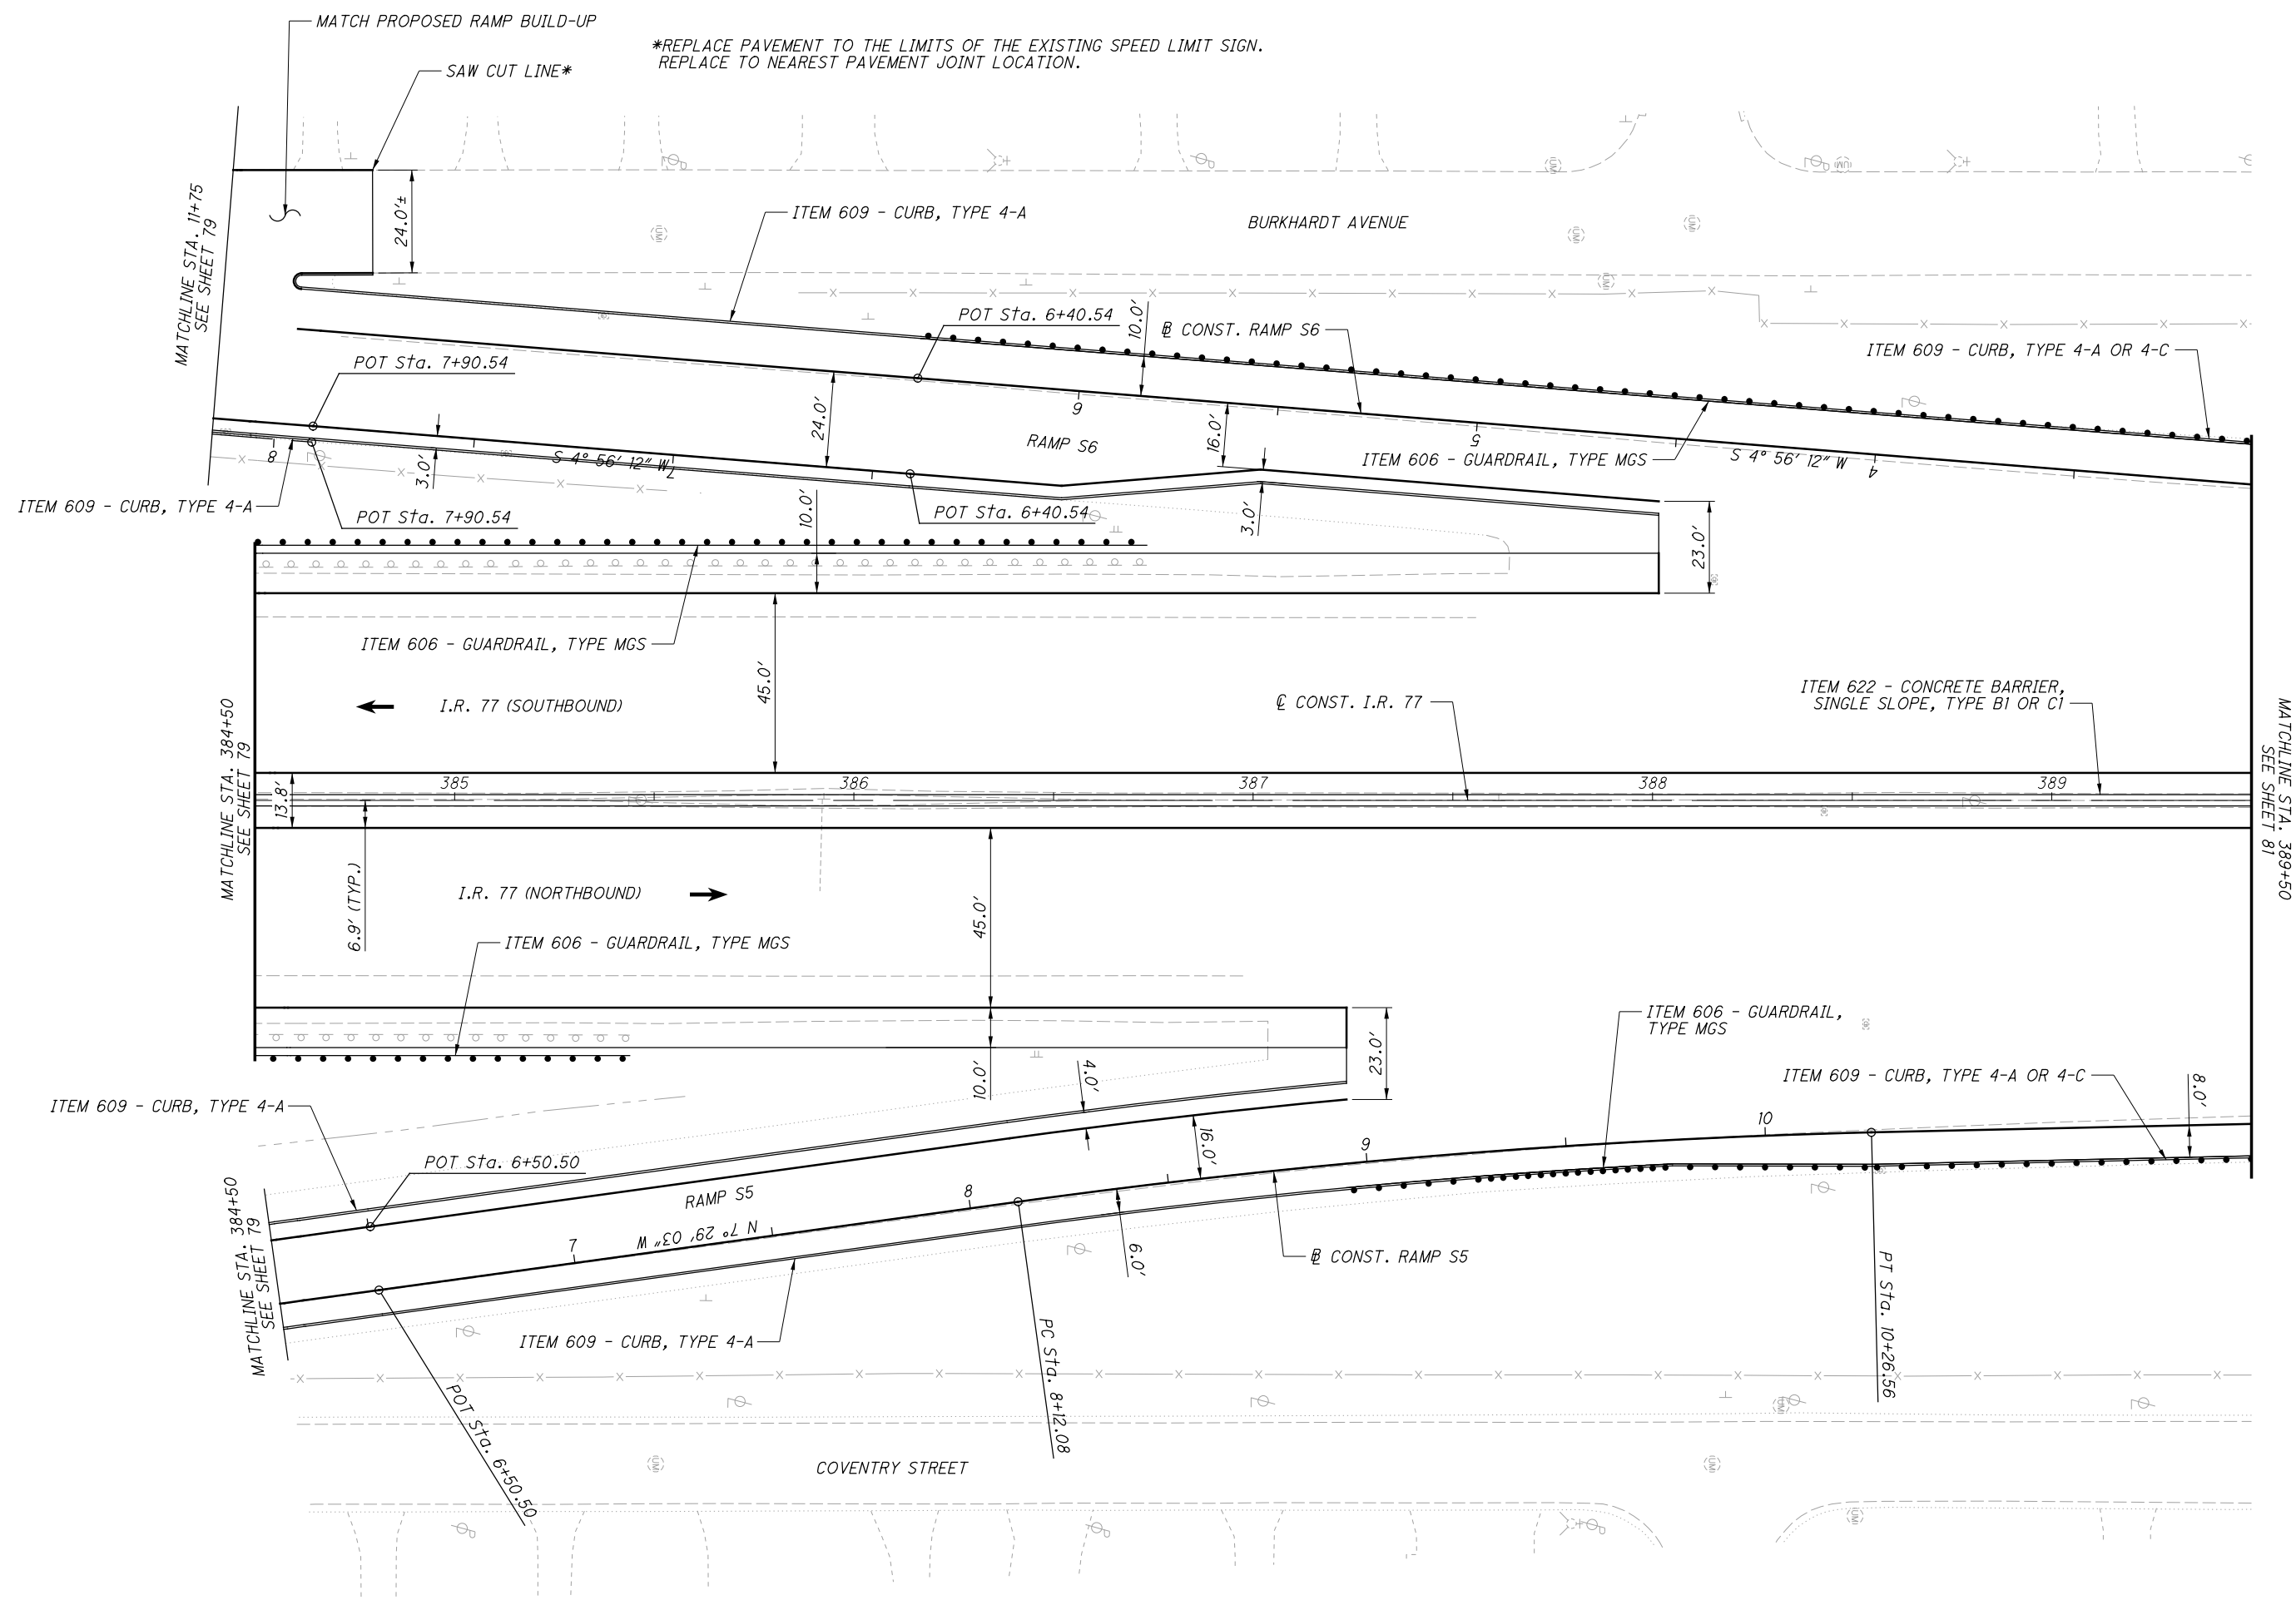 MATCH PROPOSED RAMP BUILD-UP
*REPLACE PAVEMENT TO THE LIMITS OF THE EXISTING SPEED LIMIT SIGN.
REPLACE TO NEAREST PAVEMENT JOINT LOCATION.
SAW CUT LINE*
MATCHLINE STA. 11+75
SEE SHEET 79
24.0'±
ITEM 609 - CURB, TYPE 4-A
BURKHARDT AVENUE
POT Sta. 6+40.54
10.0'
℄ CONST. RAMP S6
ITEM 609 - CURB, TYPE 4-A OR 4-C
POT Sta. 7+90.54
24.0'
6
16.0'
RAMP S6
5
ITEM 606 - GUARDRAIL, TYPE MGS
S 4° 56' 12" W
4
8
3.0'
S 4° 56' 12" W
7
ITEM 609 - CURB, TYPE 4-A
POT Sta. 7+90.54
10.0'
POT Sta. 6+40.54
3.0'
23.0'
ITEM 606 - GUARDRAIL, TYPE MGS
45.0'
I.R. 77 (SOUTHBOUND)
℄ CONST. I.R. 77
ITEM 622 - CONCRETE BARRIER,
SINGLE SLOPE, TYPE B1 OR C1
MATCHLINE STA. 384+50
SEE SHEET 79
MATCHLINE STA. 389+50
SEE SHEET 81
13.8'
385
386
387
388
389
6.9' (TYP.)
I.R. 77 (NORTHBOUND)
45.0'
ITEM 606 - GUARDRAIL, TYPE MGS
10.0'
4.0'
23.0'
ITEM 606 - GUARDRAIL,
TYPE MGS
ITEM 609 - CURB, TYPE 4-A OR 4-C
8.0'
ITEM 609 - CURB, TYPE 4-A
POT Sta. 6+50.50
16.0'
9
10
RAMP S5
8
7
N 7° 29' 03" W
6.0'
℄ CONST. RAMP S5
MATCHLINE STA. 384+50
SEE SHEET 79
ITEM 609 - CURB, TYPE 4-A
POT Sta. 6+50.50
PC Sta. 8+12.08
PT Sta. 10+26.56
COVENTRY STREET